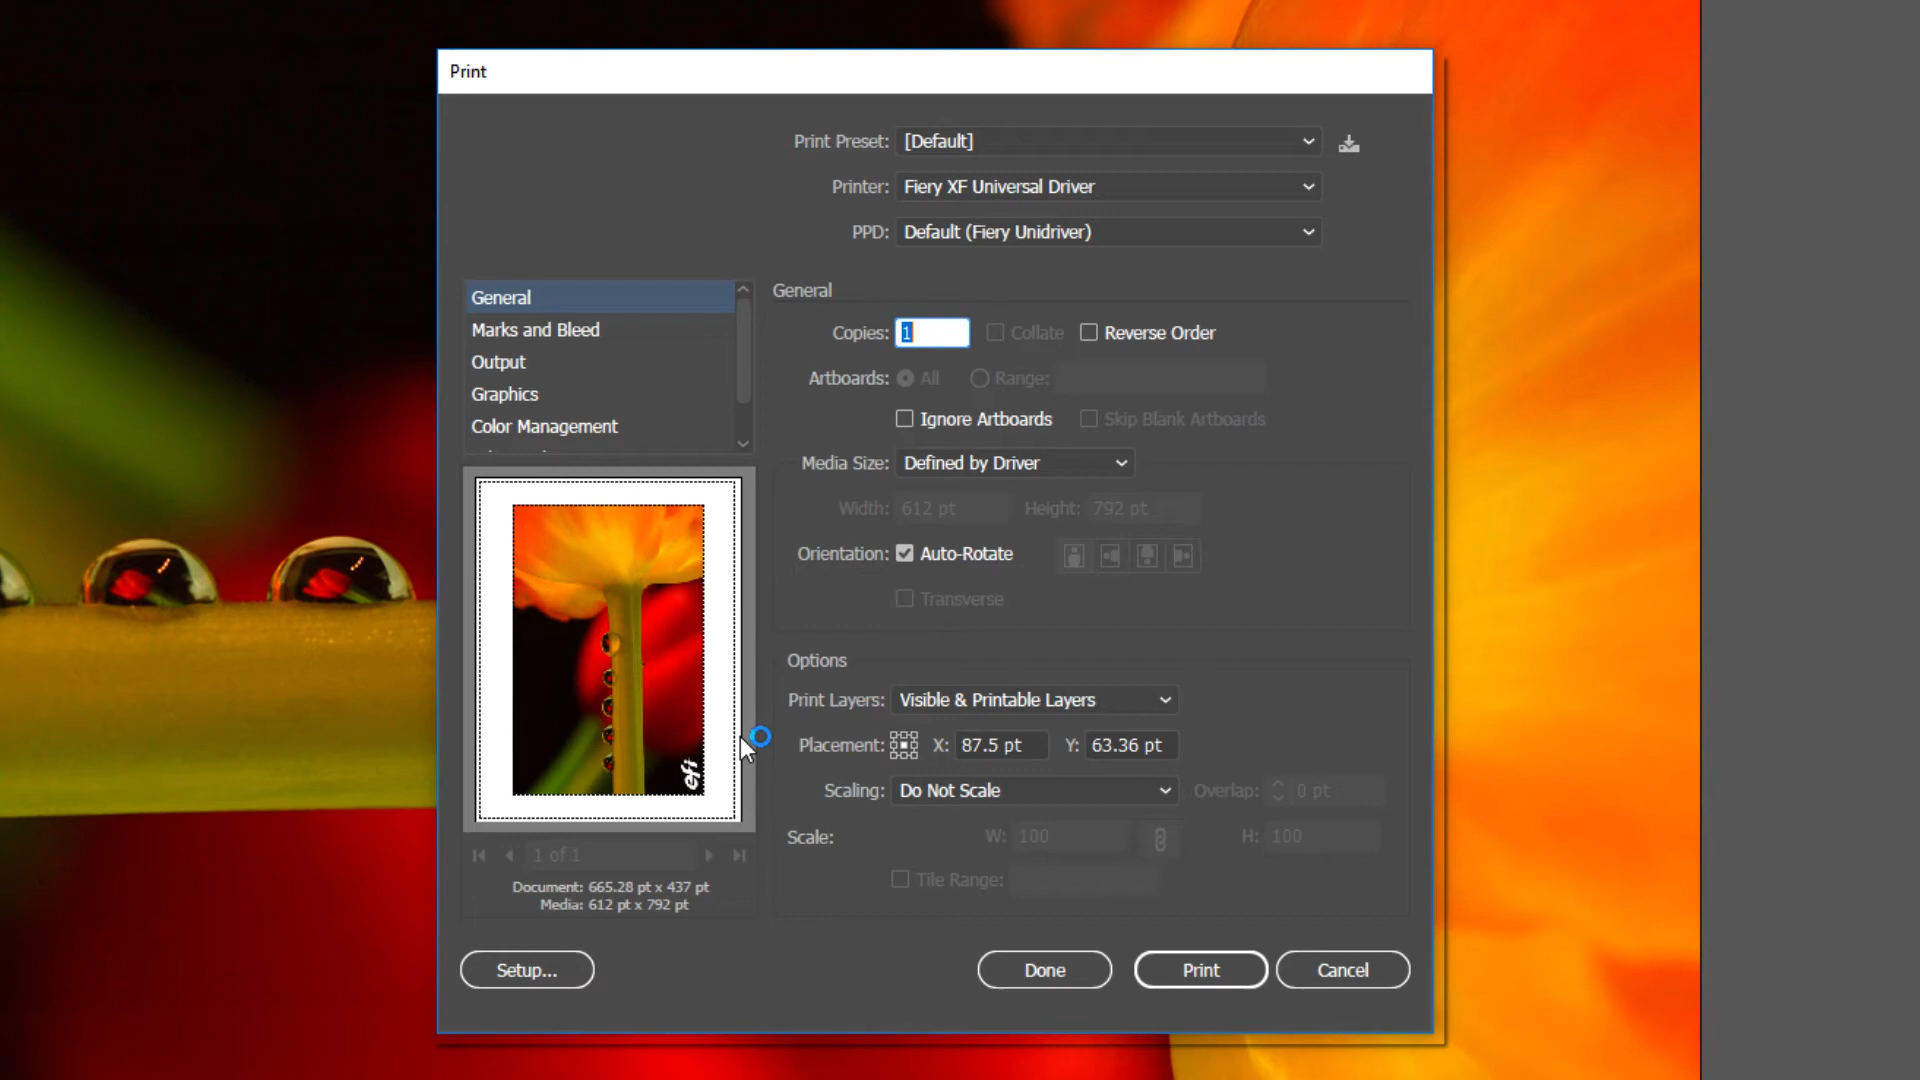 Print
Print Preset: [Default]
Printer: Fiery XF Universal Driver
PPD: Default (Fiery Unidriver)
General
Marks and Bleed
Output
Graphics
Color Management
General
Copies: 1 Collate Reverse Order
Artboards: All Range:
Ignore Artboards Skip Blank Artboards
Media Size: Defined by Driver
Width: 612 pt Height: 792 pt
Orientation: Auto-Rotate
Transverse
efi
Options
Print Layers: Visible & Printable Layers
Placement: X: 87.5 pt Y: 63.36 pt
Scaling: Do Not Scale Overlap: 0 pt
Scale: W: 100 H: 100
Tile Range:
1 of 1
Document: 665.28 pt x 437 pt
Media: 612 pt x 792 pt
Setup... Done Print Cancel